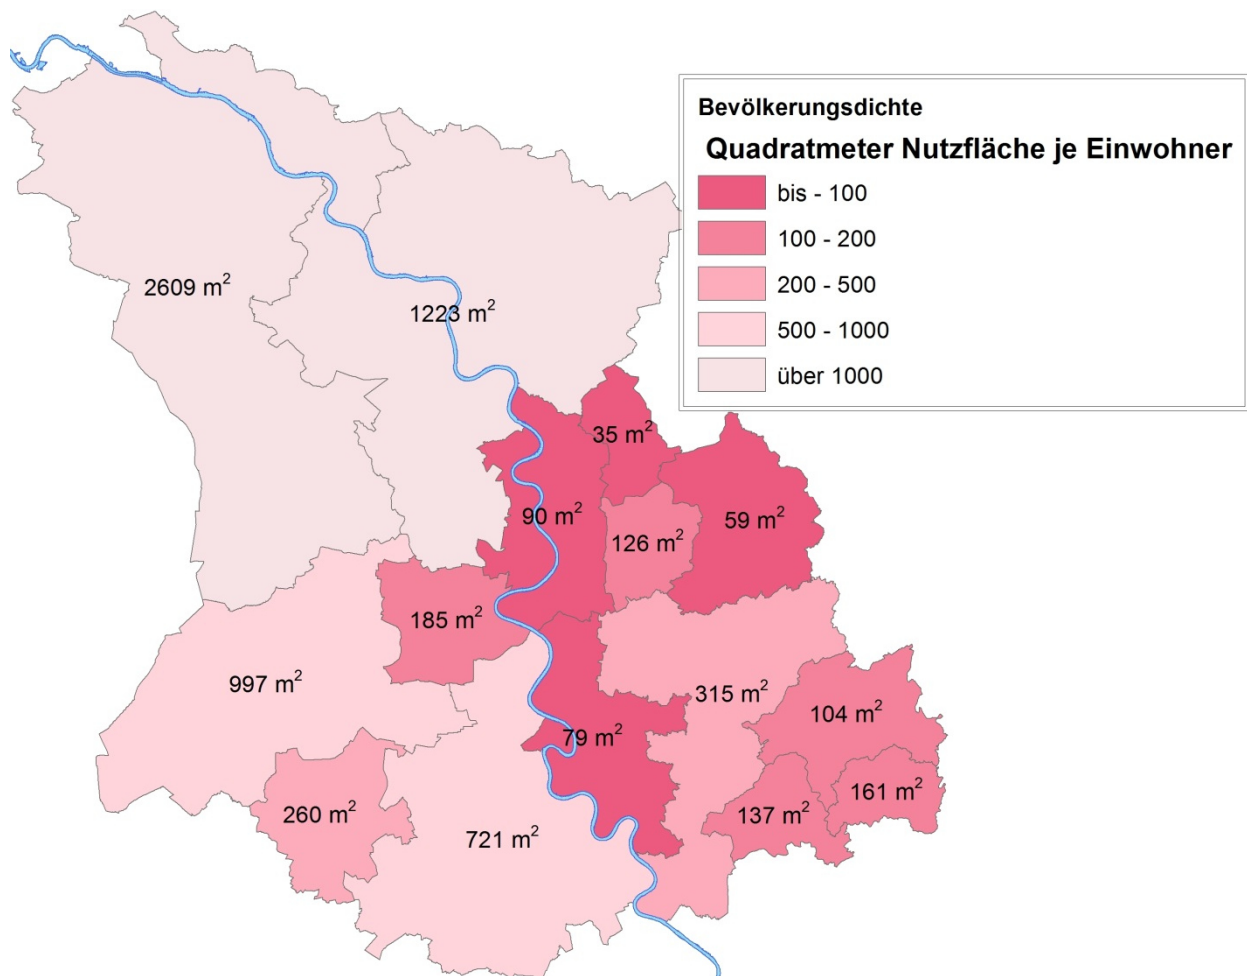 Bevölkerungsdichte
Quadratmeter Nutzfläche je Einwohner
bis - 100
100 - 200
200 - 500
500 - 1000
über 1000
2609 m²
1223 m²
35 m²
90 m²
59 m²
126 m²
185 m²
997 m²
315 m²
104 m²
79 m²
161 m²
260 m²
137 m²
721 m²